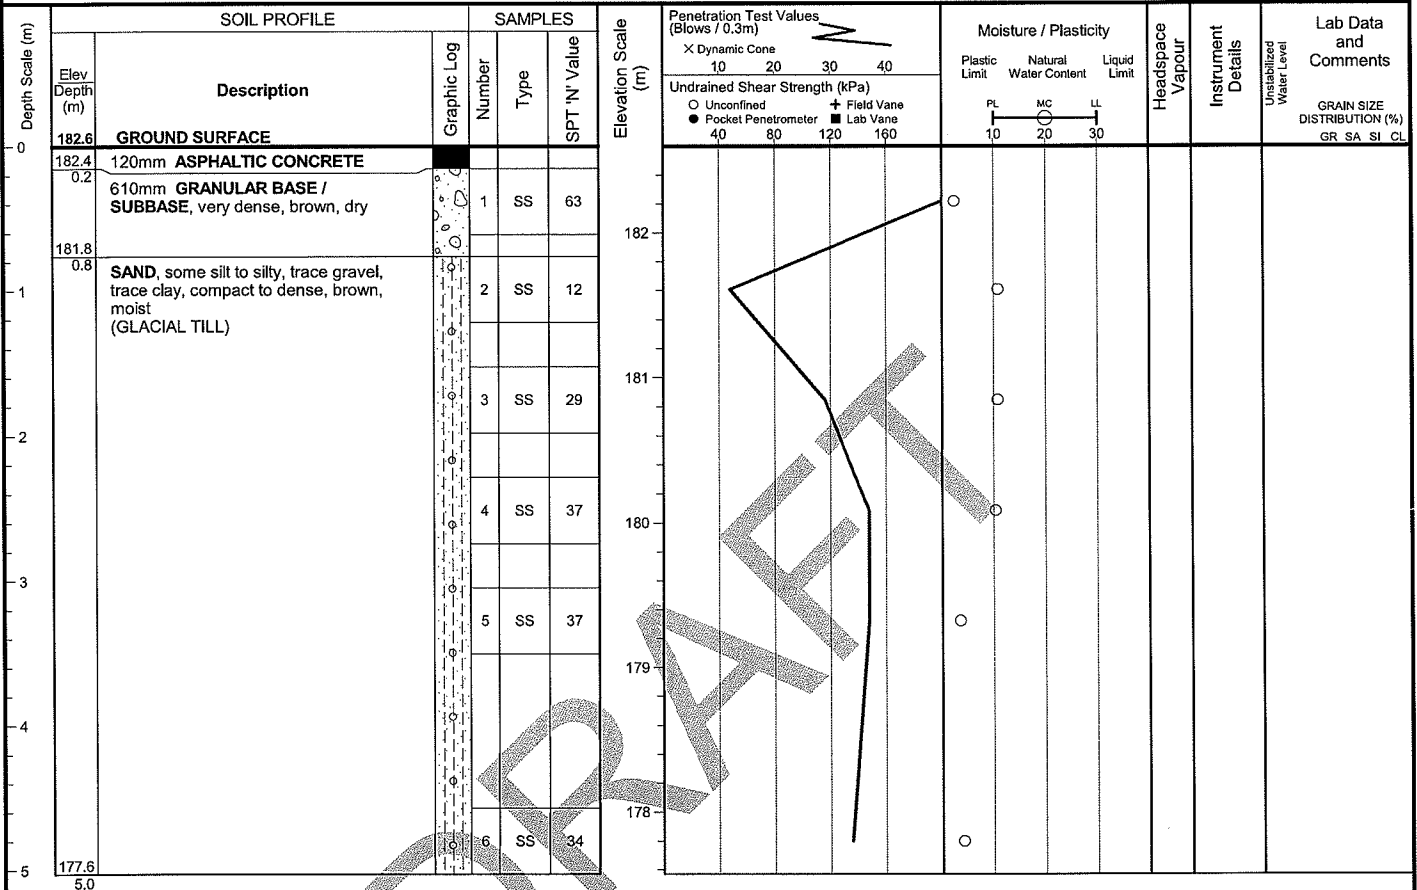 SOIL PROFILE
SAMPLES
Depth Scale (m)
Elev
Depth
(m)
Description
Graphic Log
Number
Type
SPT 'N' Value
Elevation Scale
(m)
Penetration Test Values
(Blows / 0.3m)
× Dynamic Cone
10 20 30 40
Undrained Shear Strength (kPa)
Unconfined
Field Vane
Pocket Penetrometer
Lab Vane
40 80 120 160
Moisture / Plasticity
Plastic
Limit
Natural
Water Content
Liquid
Limit
PL MC LL
10 20 30
Headspace
Vapour
Instrument
Details
Unstabilized
Water Level
Lab Data
and
Comments
GRAIN SIZE
DISTRIBUTION (%)
GR SA SI CL
182.6 GROUND SURFACE
0
182.4 120mm ASPHALTIC CONCRETE
0.2
610mm GRANULAR BASE /
SUBBASE, very dense, brown, dry
1 SS 63
182
181.8
0.8
SAND, some silt to silty, trace gravel,
trace clay, compact to dense, brown,
moist
(GLACIAL TILL)
1
2 SS 12
181
3 SS 29
2
4 SS 37
180
3
5 SS 37
179
4
178
6 SS 34
177.6
5
5.0
DRAFT